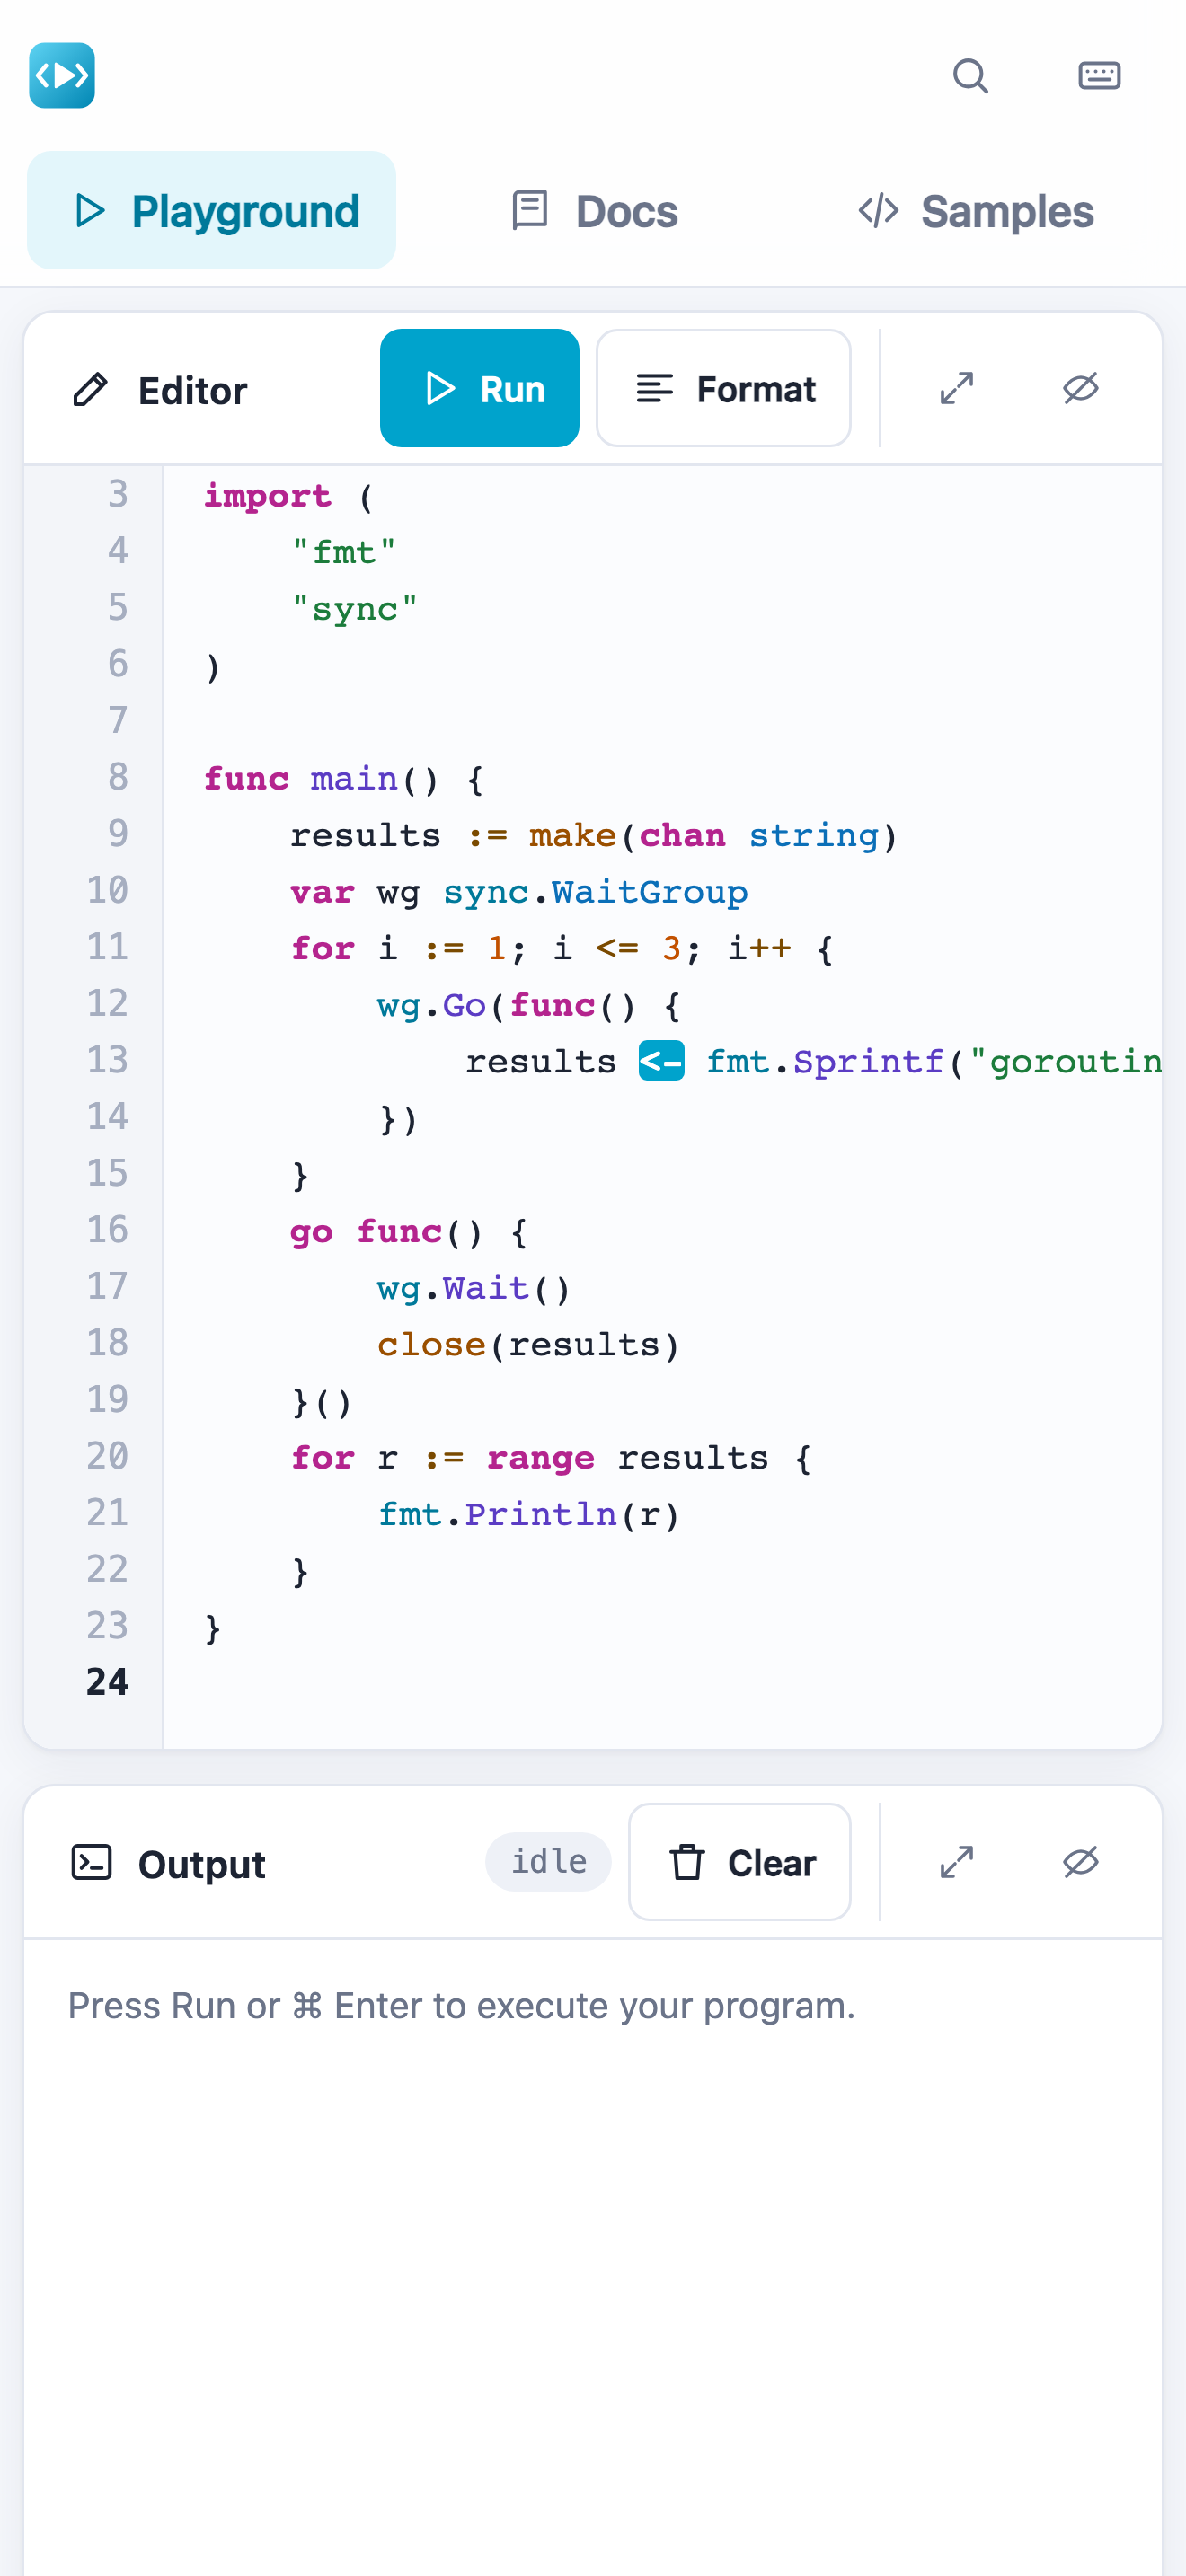 Playground
Docs
Samples
Editor
Run
Format
3 import (
4     "fmt"
5     "sync"
6 )
7
8 func main() {
9     results := make(chan string)
10     var wg sync.WaitGroup
11     for i := 1; i <= 3; i++ {
12         wg.Go(func() {
13             results <- fmt.Sprintf("goroutin
14         })
15     }
16     go func() {
17         wg.Wait()
18         close(results)
19     }()
20     for r := range results {
21         fmt.Println(r)
22     }
23 }
24
Output
idle
Clear
Press Run or ⌘ Enter to execute your program.